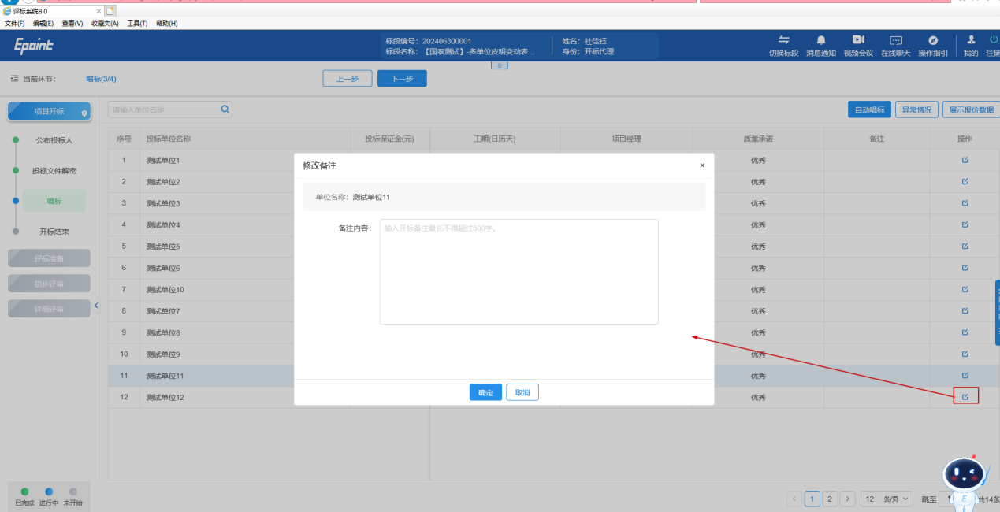 评标系统8.0
文件(F) 编辑(E) 查看(V) 收藏夹(A) 工具(T) 帮助(H)
Epoint
标段编号：202406300001
标段名称：【国泰测试】-多单位皮明变动表...
姓名：杜佳钰
身份：开标代理
切换标段 消息通知 视频会议 在线聊天 操作指引 我的 注销
当前环节： 唱标(3/4)
上一步 下一步
项目开标
公布投标人
投标文件解密
唱标
开标结束
评标准备
初步评审
详细评审
已完成 进行中 未开始
请输入单位名称
自动唱标 异常情况 展示报价数据
序号 投标单位名称 投标保证金(元) 工期(日历天) 项目经理 质量承诺 备注 操作
1 测试单位1 优秀
2 测试单位2 优秀
3 测试单位3 优秀
4 测试单位4 优秀
5 测试单位5 优秀
6 测试单位6 优秀
7 测试单位10 优秀
8 测试单位7 优秀
9 测试单位8 优秀
10 测试单位9 优秀
11 测试单位11 优秀
12 测试单位12 优秀
修改备注 ×
单位名称： 测试单位11
备注内容： 输入开标备注最长不得超过500字。
确定 取消
1 2 12 条/页 跳至 共14条
E